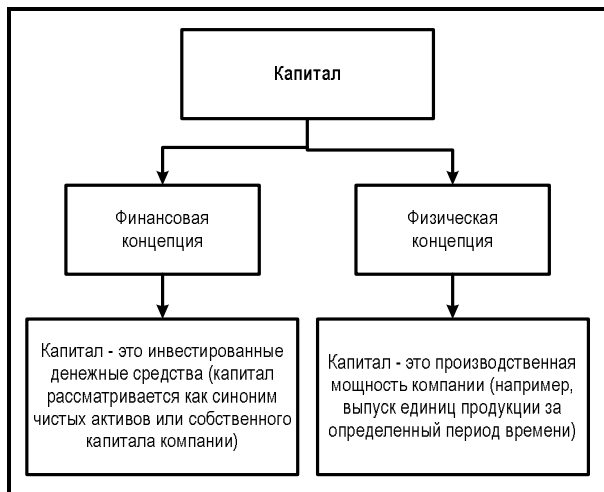 Капитал
Финансовая
концепция
Физическая
концепция
Капитал - это инвестированные
денежные средства (капитал
рассматривается как синоним
чистых активов или собственного
капитала компании)
Капитал - это производственная
мощность компании (например,
выпуск единиц продукции за
определенный период времени)